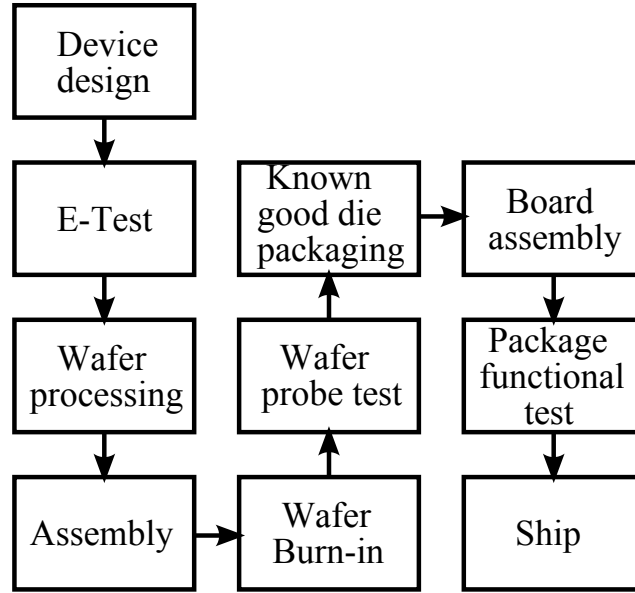 Device
design
E-Test
Wafer
processing
Assembly
Wafer
Burn-in
Wafer
probe test
Known
good die
packaging
Board
assembly
Package
functional
test
Ship